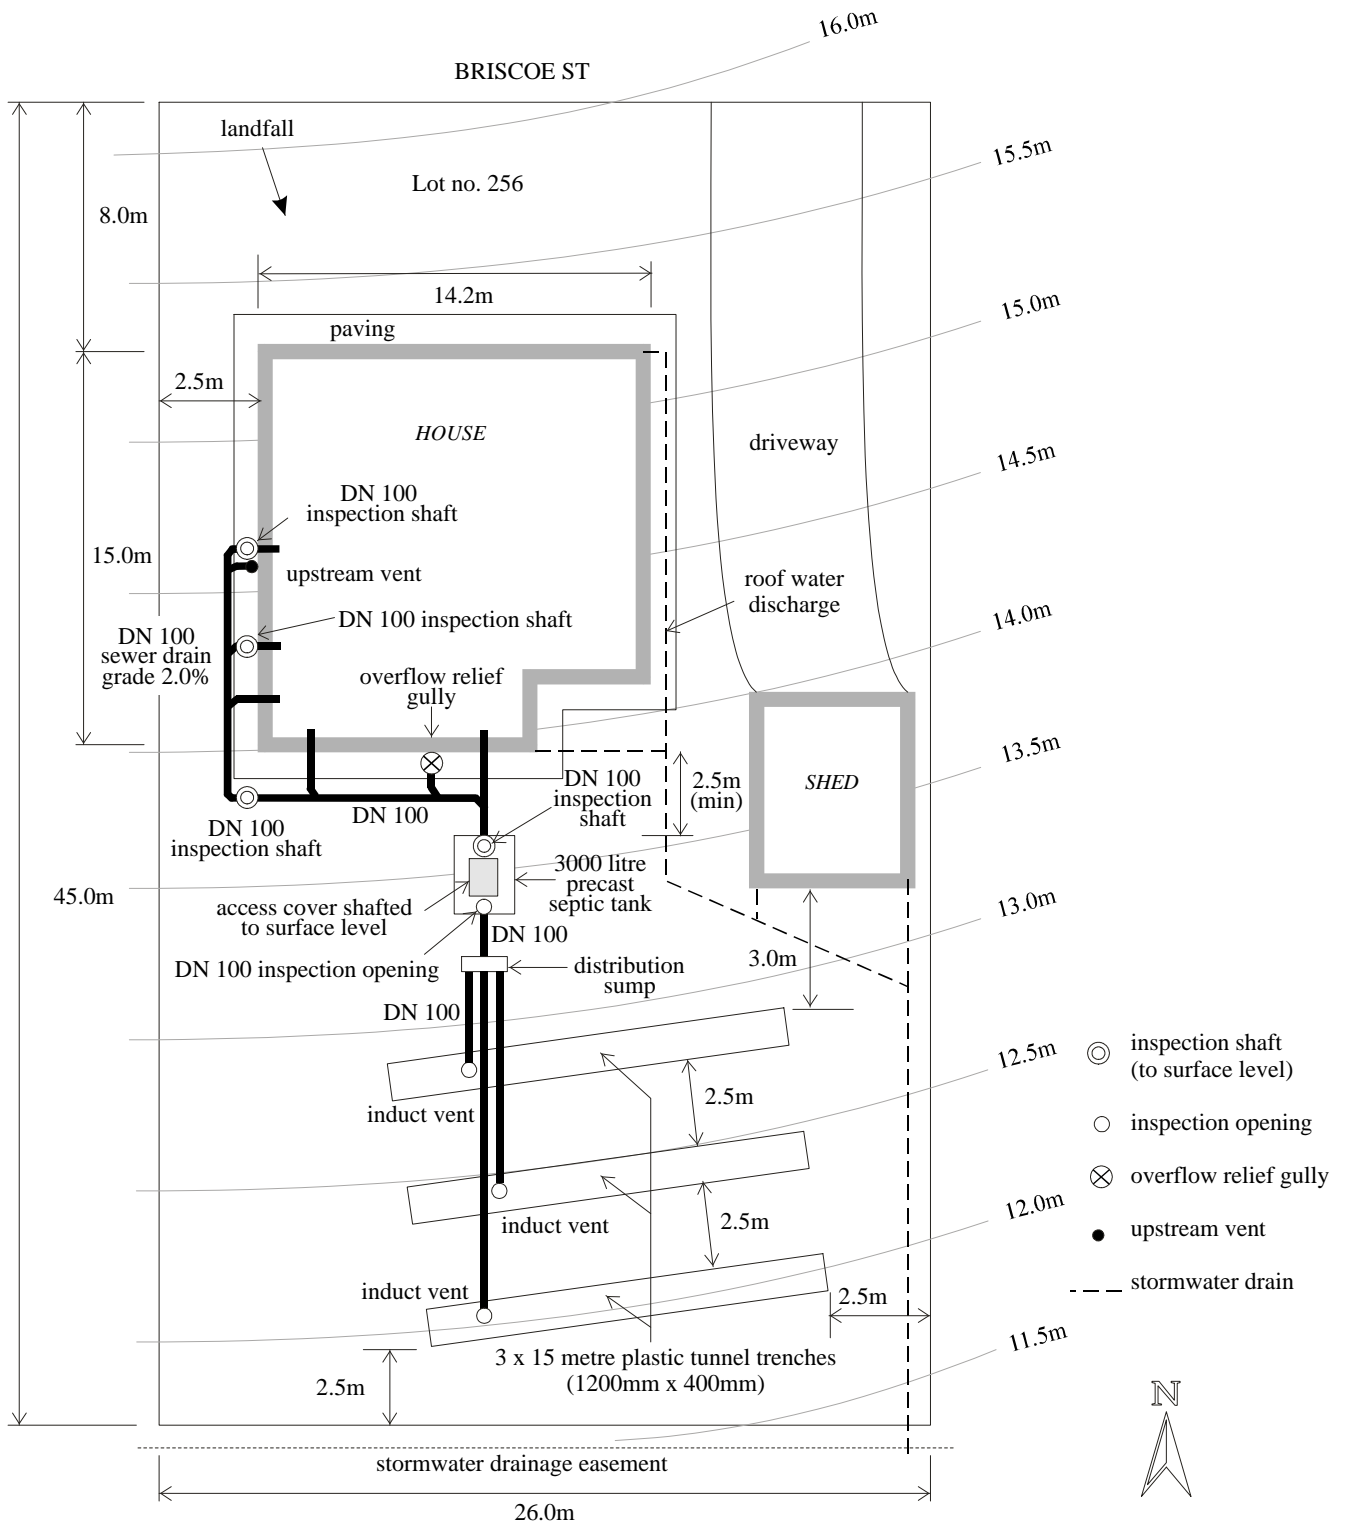 16.0m
BRISCOE ST
landfall
15.5m
Lot no. 256
8.0m
14.2m
15.0m
paving
2.5m
HOUSE
driveway
14.5m
DN 100
inspection shaft
15.0m
upstream vent
roof water
discharge
14.0m
DN 100 inspection shaft
DN 100
sewer drain
grade 2.0%
overflow relief
gully
13.5m
DN 100
inspection
shaft
2.5m
(min)
SHED
DN 100
DN 100
inspection shaft
3000 litre
precast
septic tank
45.0m
access cover shafted
to surface level
13.0m
DN 100
DN 100 inspection opening
distribution
sump
3.0m
DN 100
12.5m
inspection shaft
(to surface level)
2.5m
induct vent
inspection opening
overflow relief gully
12.0m
2.5m
induct vent
upstream vent
stormwater drain
induct vent
2.5m
11.5m
3 x 15 metre plastic tunnel trenches
(1200mm x 400mm)
2.5m
N
stormwater drainage easement
26.0m